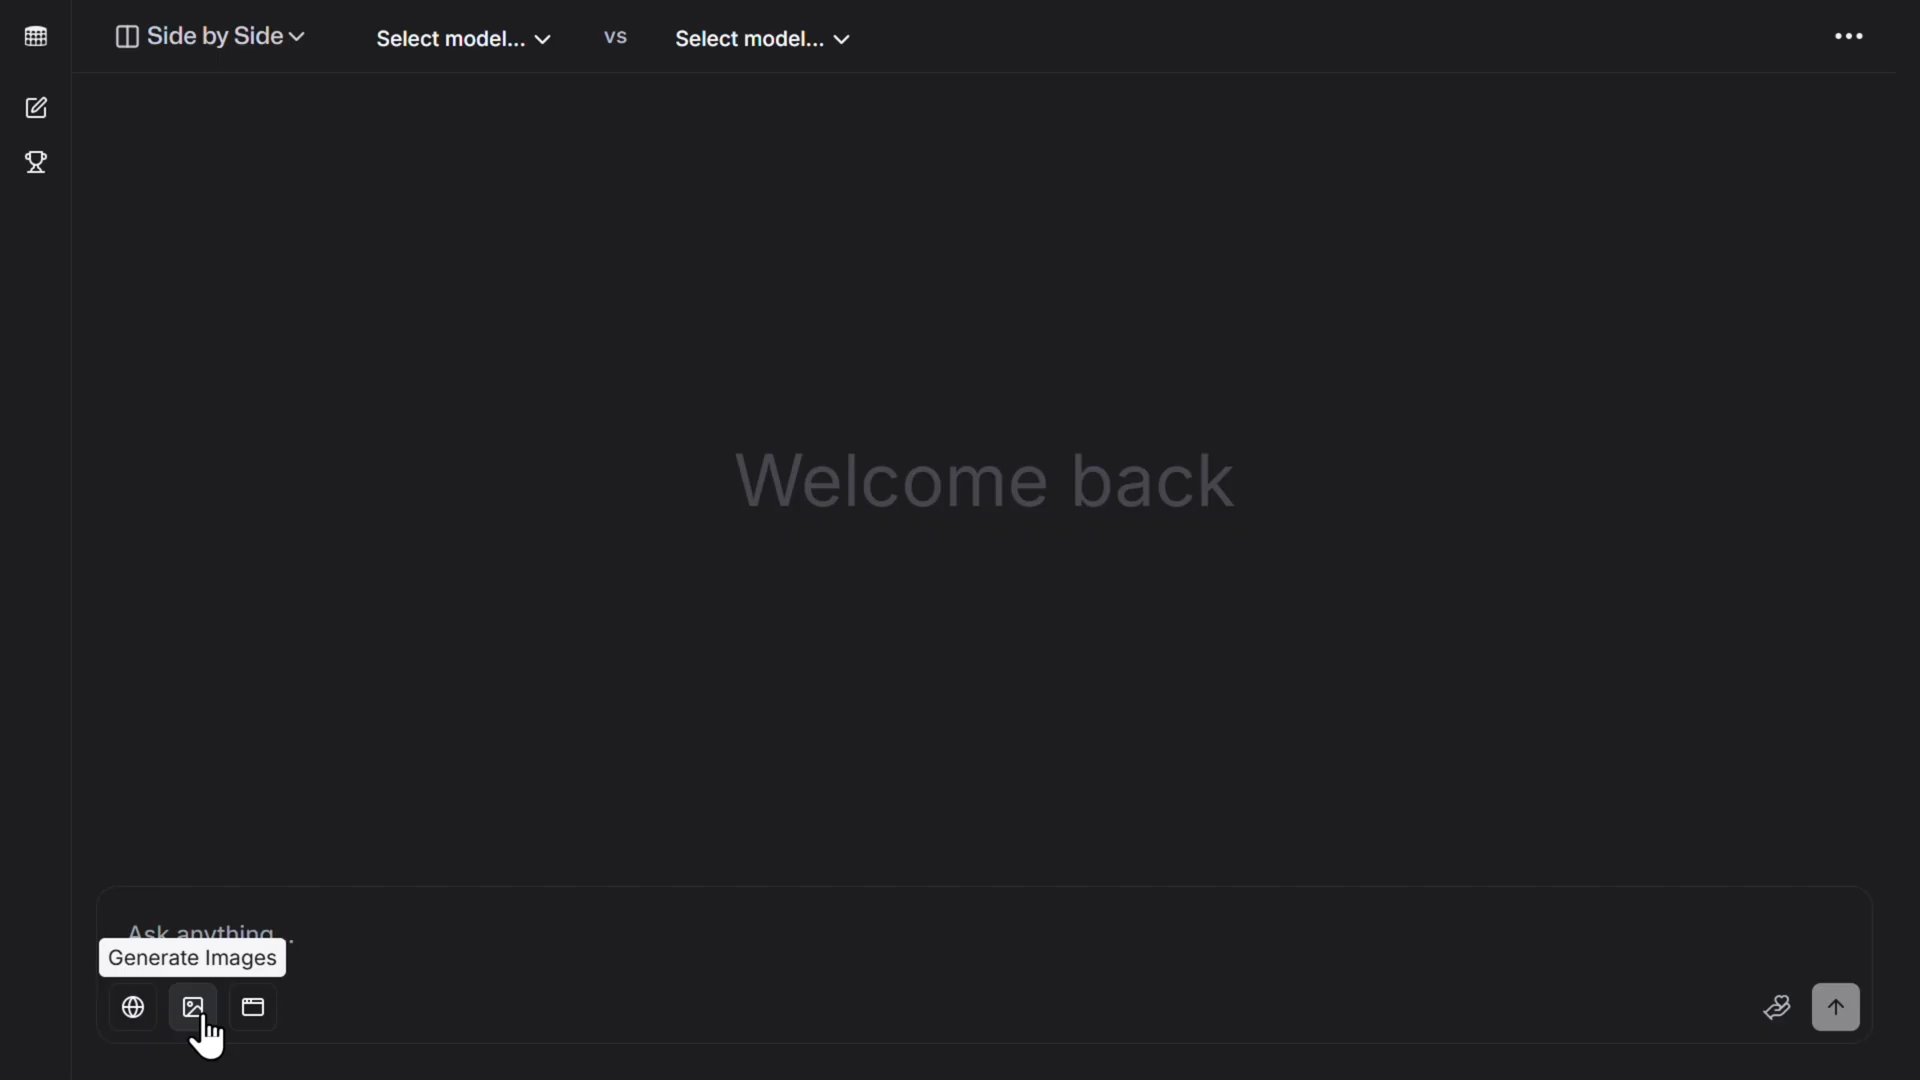 Side by Side
Select model...
VS
Select model...
Welcome back
Ask anything...
Generate Images